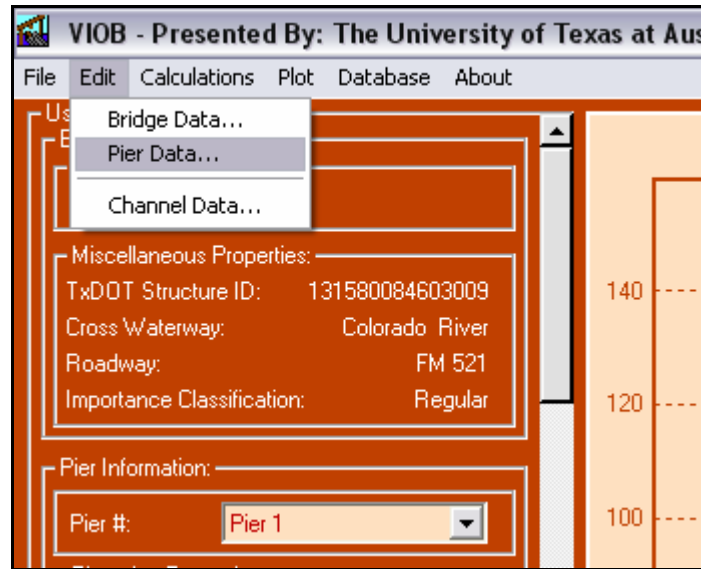 VIOB - Presented By: The University of Texas at Aus
File Edit Calculations Plot Database About
Us
Bridge Data...
Pier Data...
Channel Data...
Miscellaneous Properties:
TxDOT Structure ID: 131580084603009
Cross Waterway: Colorado River
Roadway: FM 521
Importance Classification: Regular
Pier Information:
Pier #: Pier 1
140
120
100